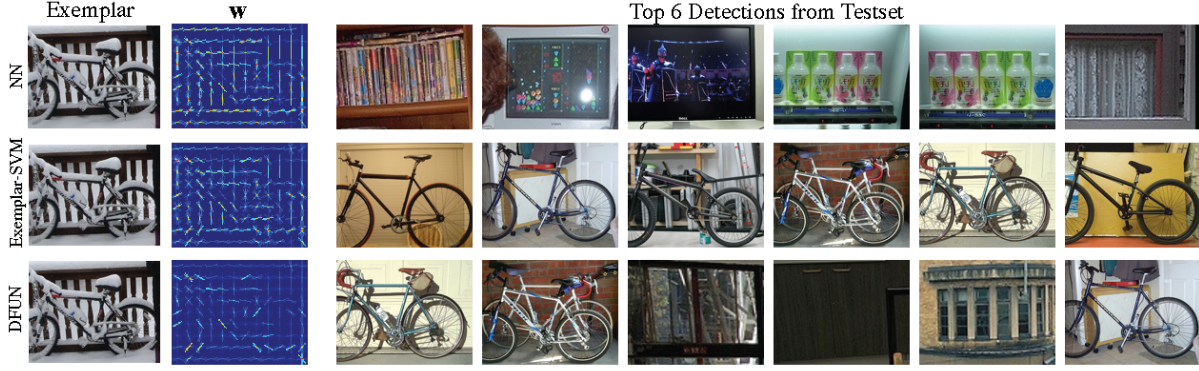 Exemplar
w
Top 6 Detections from Testset
NN
Exemplar-SVM
DFUN